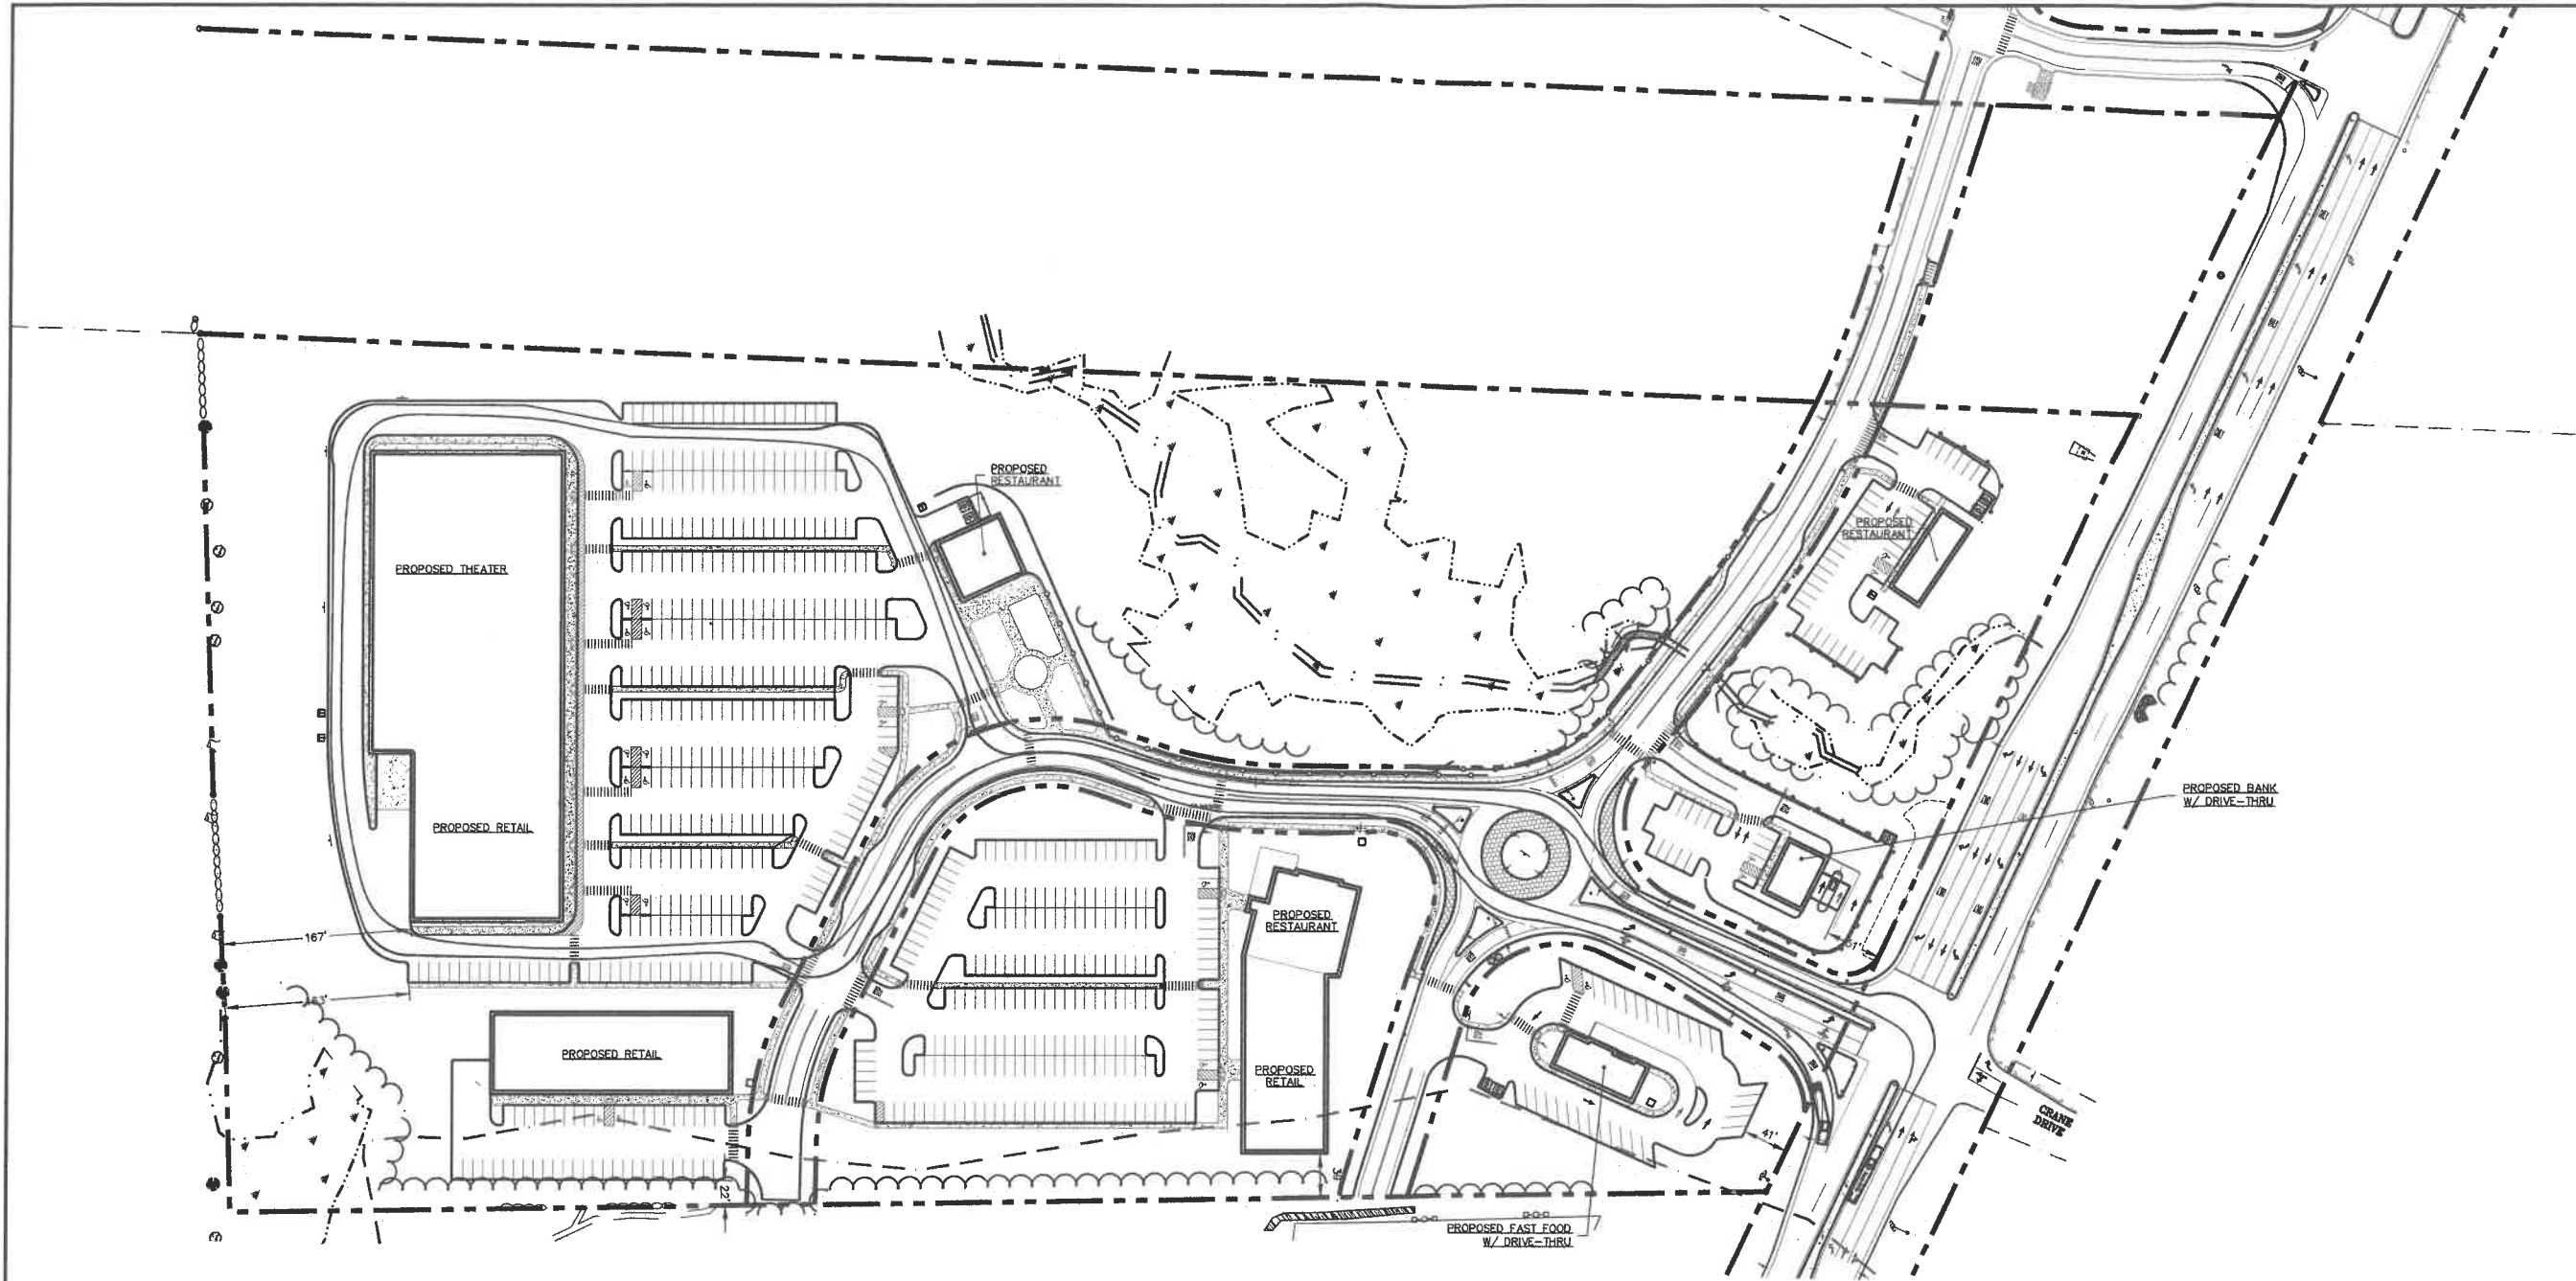 PROPOSED
RESTAURANT
PROPOSED
RESTAURANT
PROPOSED THEATER
PROPOSED BANK
W/ DRIVE-THRU
PROPOSED RETAIL
PROPOSED
RESTAURANT
167'
PROPOSED RETAIL
PROPOSED
RETAIL
CRANE
DRIVE
41'
22'
PROPOSED FAST FOOD
W/ DRIVE-THRU